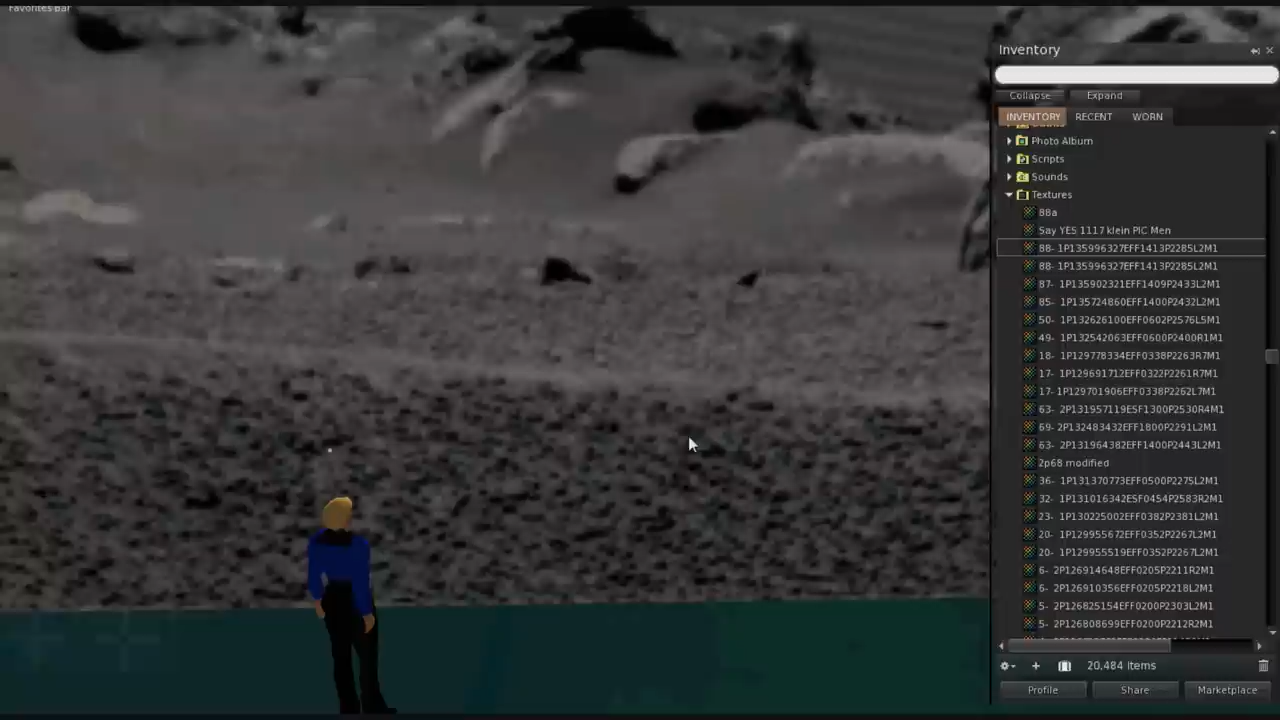 Favorites Bar
Inventory
Collapse Expand
INVENTORY RECENT WORN
Photo Album
Scripts
Sounds
Textures
88a
Say YES 1117 klein PIC Men
88- 1P135996327EFF1413P2285L2M1
88- 1P135996327EFF1413P2285L2M1
87- 1P135902321EFF1409P2433L2M1
85- 1P135724860EFF1400P2432L2M1
50- 1P132626100EFF0602P2576L5M1
49- 1P132542063EFF0600P2400R1M1
18- 1P129778334EFF0338P2263R7M1
17- 1P129691712EFF0322P2261R7M1
17- 1P129701906EFF0338P2262L7M1
63- 2P131957119ESF1300P2530R4M1
69- 2P132483432EFF1800P2291L2M1
63- 2P131964382EFF1400P2443L2M1
2p68 modified
36- 1P131370773EFF0500P2275L2M1
32- 1P131016342ESF0454P2583R2M1
23- 1P130225002EFF0382P2381L2M1
20- 1P129955672EFF0352P2267L2M1
20- 1P129955519EFF0352P2267L2M1
6- 2P126914648EFF0205P2211R2M1
6- 2P126910356EFF0205P2218L2M1
5- 2P126825154EFF0200P2303L2M1
5- 2P126808699EFF0200P2212R2M1
20,484 Items
Profile Share Marketplace